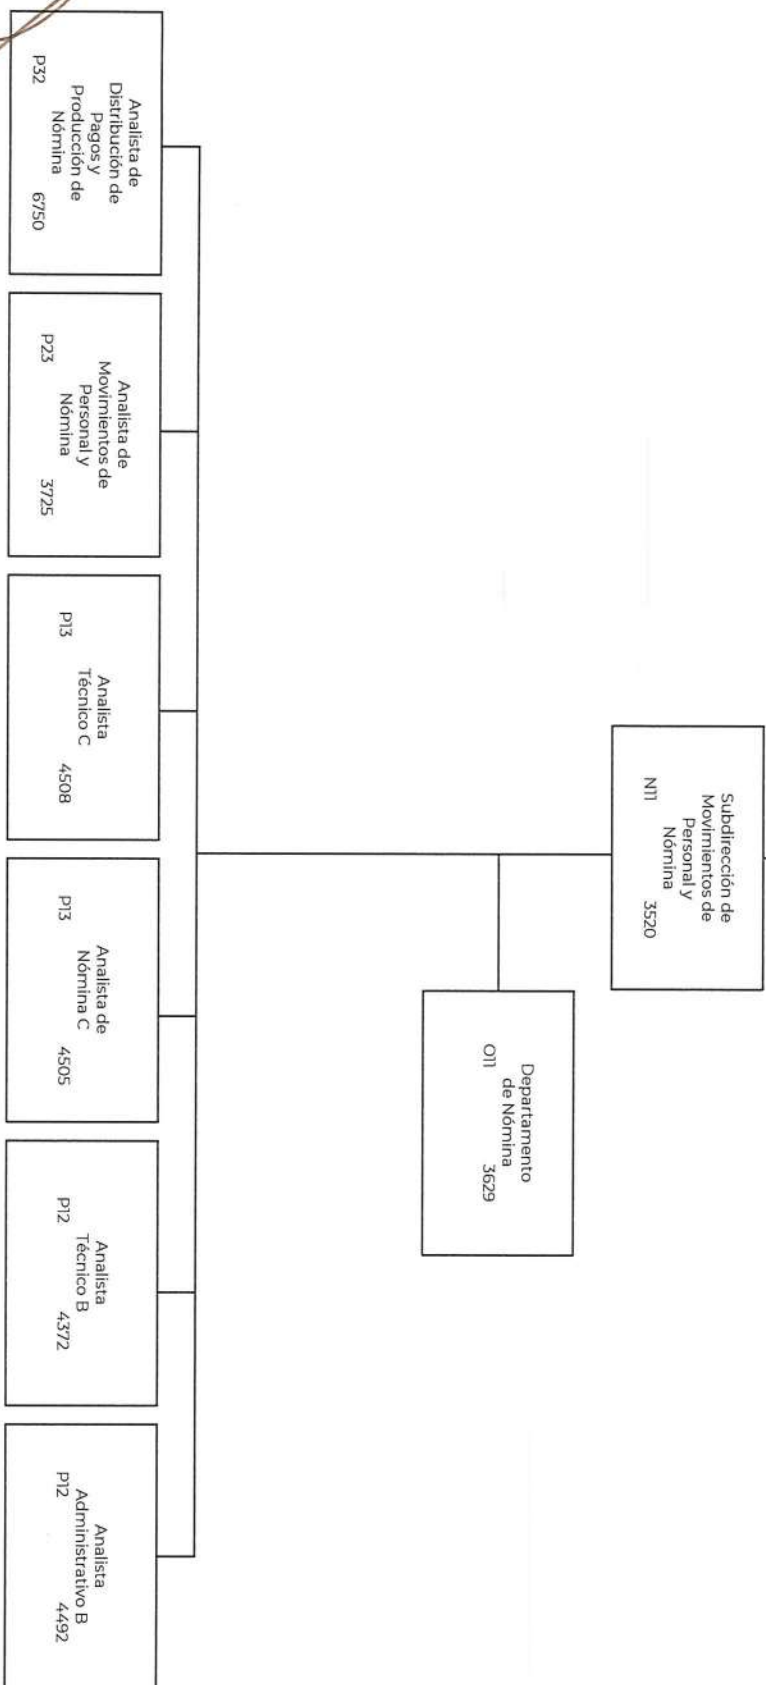 Subdirección de
Movimientos de
Personal y
Nómina
N11 3520
Departamento
de Nómina
O11 3629
Analista de
Distribución de
Pagos y
Producción de
Nómina
P32 6750
Analista de
Movimientos de
Personal y
Nómina
P23 3725
Analista
Técnico C
P13 4508
Analista de
Nómina C
P13 4505
Analista
Técnico B
P12 4372
Analista
Administrativo B
P12 4492